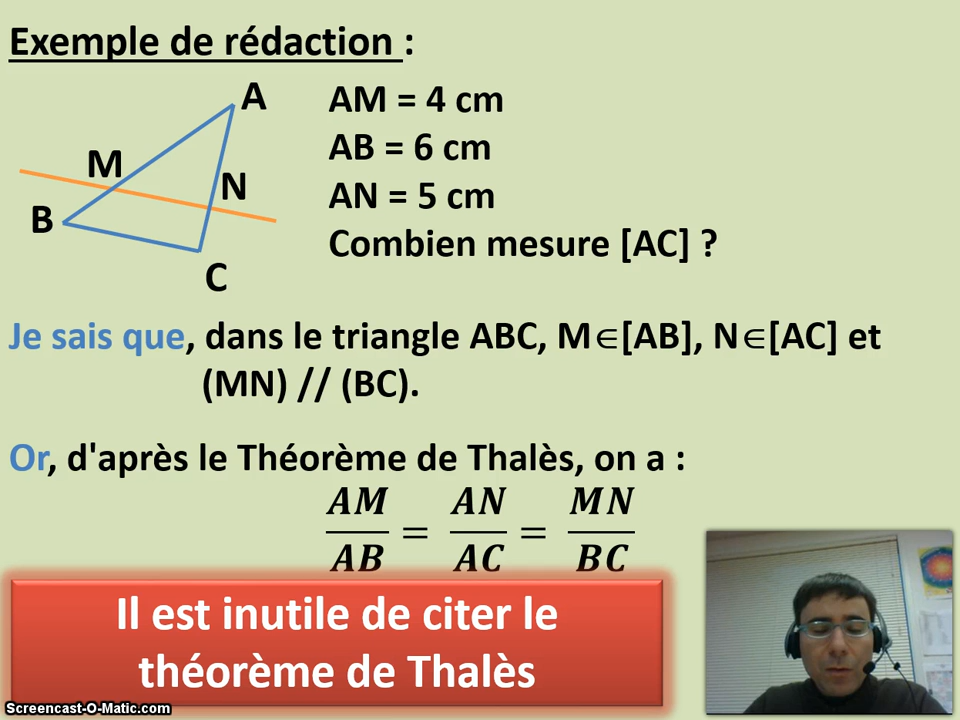 Exemple de rédaction :
A
M
N
B
C
AM = 4 cm
AB = 6 cm
AN = 5 cm
Combien mesure [AC] ?
Je sais que, dans le triangle ABC, M∈[AB], N∈[AC] et
(MN) // (BC).
Or, d'après le Théorème de Thalès, on a :
AM/AB = AN/AC = MN/BC
Il est inutile de citer le
théorème de Thalès
Screencast-O-Matic.com